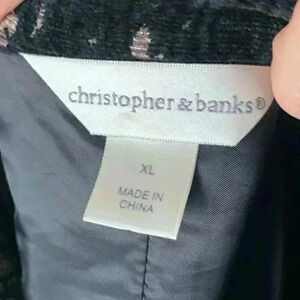 christopher & banks®
XL
MADE IN
CHINA